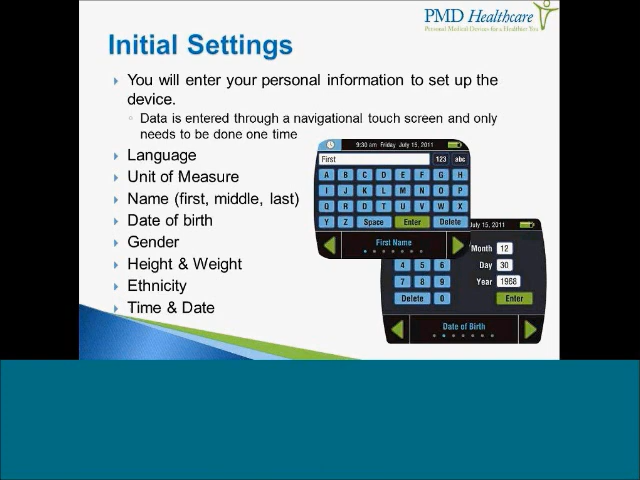 PMD Healthcare
Personal Medical Devices for a Healthier You
Initial Settings
You will enter your personal information to set up the
device.
Data is entered through a navigational touch screen and only
needs to be done one time
Language
Unit of Measure
Name (first, middle, last)
Date of birth
Gender
Height & Weight
Ethnicity
Time & Date
9:30 am Friday July 15, 2011
First
123 abc
A B C D E F G H
I J K L M N O P
Q R S T U V W X
Y Z Space Enter Delete
First Name
July 15, 2011
Month 12
4 5 6 Day 30
7 8 9 Year 1968
Delete 0 Enter
Date of Birth